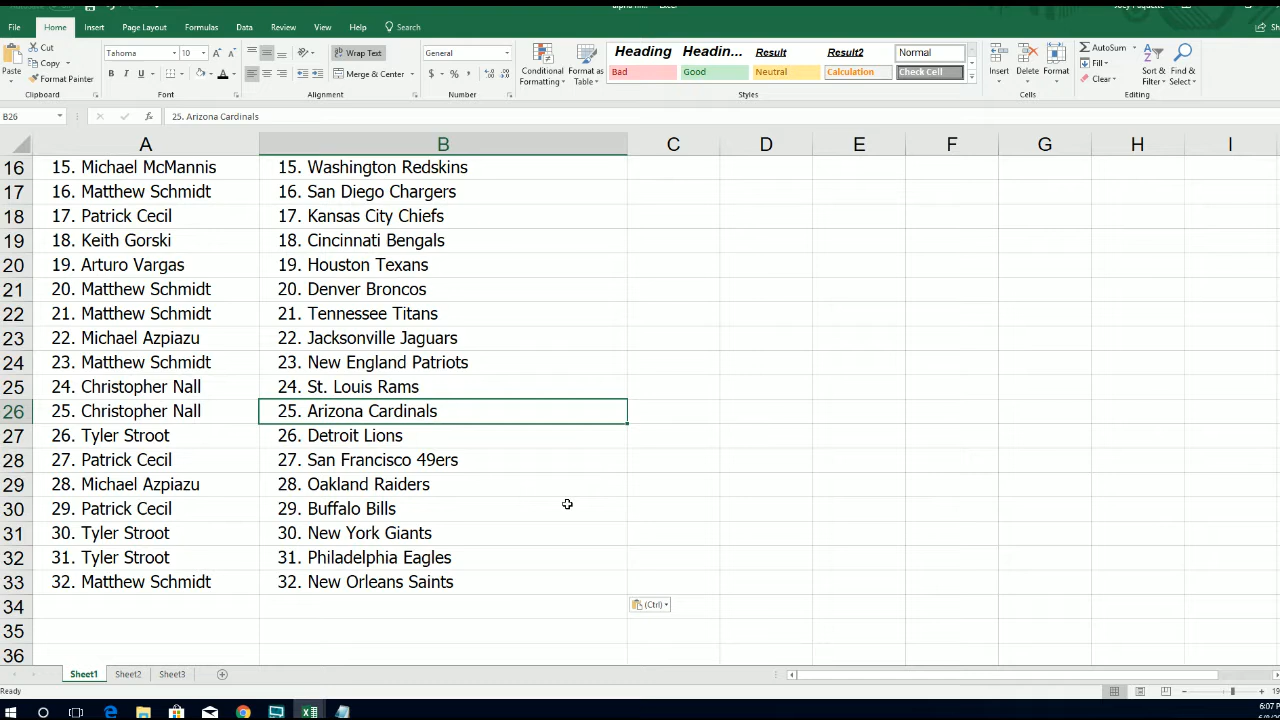 File Home Insert Page Layout Formulas Data Review View Help Search
Cut Tahoma 10 Wrap Text General Heading Headin... Result Result2 Normal AutoSum
Copy Paste Format Painter B I U A Merge & Center $ % Conditional Formatting Format as Table Bad Good Neutral Calculation Check Cell Insert Delete Format Fill Clear Sort & Filter Find & Select
Clipboard Font Alignment Number Styles Cells Editing
B26 fx 25. Arizona Cardinals
A B C D E F G H I
16 15. Michael McMannis 15. Washington Redskins
17 16. Matthew Schmidt 16. San Diego Chargers
18 17. Patrick Cecil 17. Kansas City Chiefs
19 18. Keith Gorski 18. Cincinnati Bengals
20 19. Arturo Vargas 19. Houston Texans
21 20. Matthew Schmidt 20. Denver Broncos
22 21. Matthew Schmidt 21. Tennessee Titans
23 22. Michael Azpiazu 22. Jacksonville Jaguars
24 23. Matthew Schmidt 23. New England Patriots
25 24. Christopher Nall 24. St. Louis Rams
26 25. Christopher Nall 25. Arizona Cardinals
27 26. Tyler Stroot 26. Detroit Lions
28 27. Patrick Cecil 27. San Francisco 49ers
29 28. Michael Azpiazu 28. Oakland Raiders
30 29. Patrick Cecil 29. Buffalo Bills
31 30. Tyler Stroot 30. New York Giants
32 31. Tyler Stroot 31. Philadelphia Eagles
33 32. Matthew Schmidt 32. New Orleans Saints
34 (Ctrl)
35
36
Sheet1 Sheet2 Sheet3
Ready
6:07 P